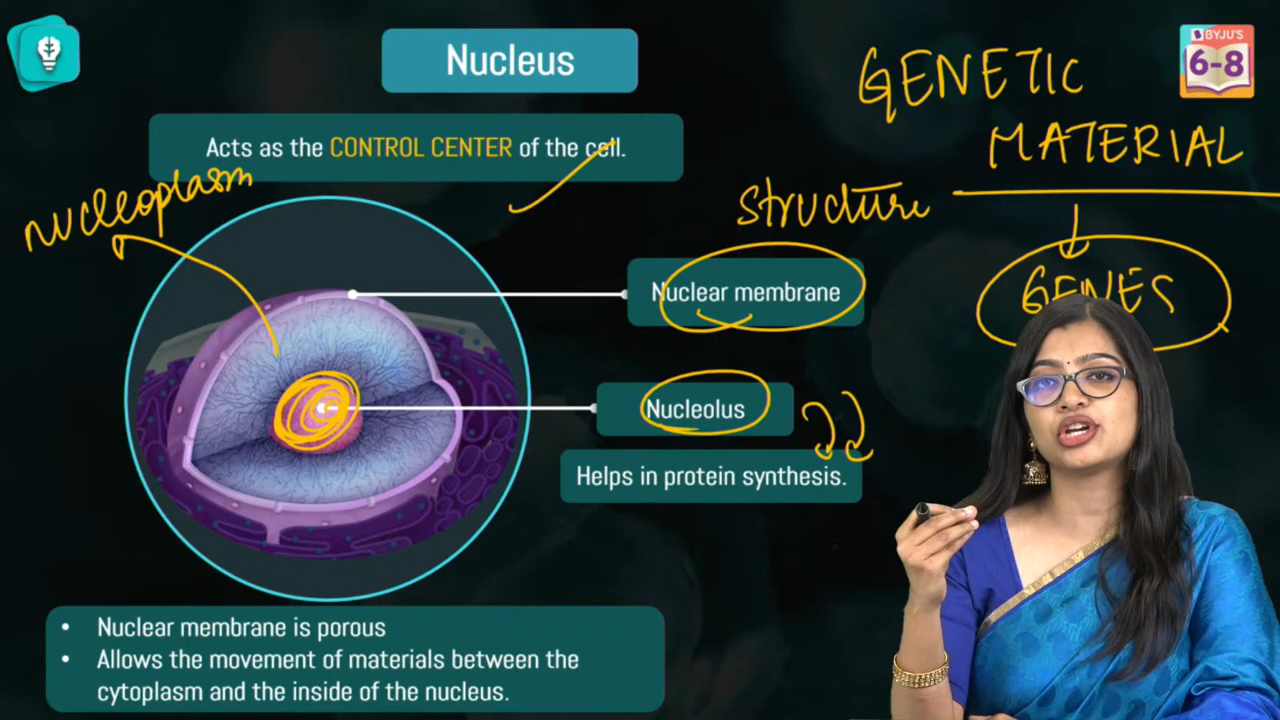 Nucleus
BYJU'S
6-8
GENETIC
MATERIAL
Acts as the CONTROL CENTER of the cell.
nucleoplasm
structure
GENES
Nuclear membrane
Nucleolus
Helps in protein synthesis.
• Nuclear membrane is porous
• Allows the movement of materials between the
cytoplasm and the inside of the nucleus.